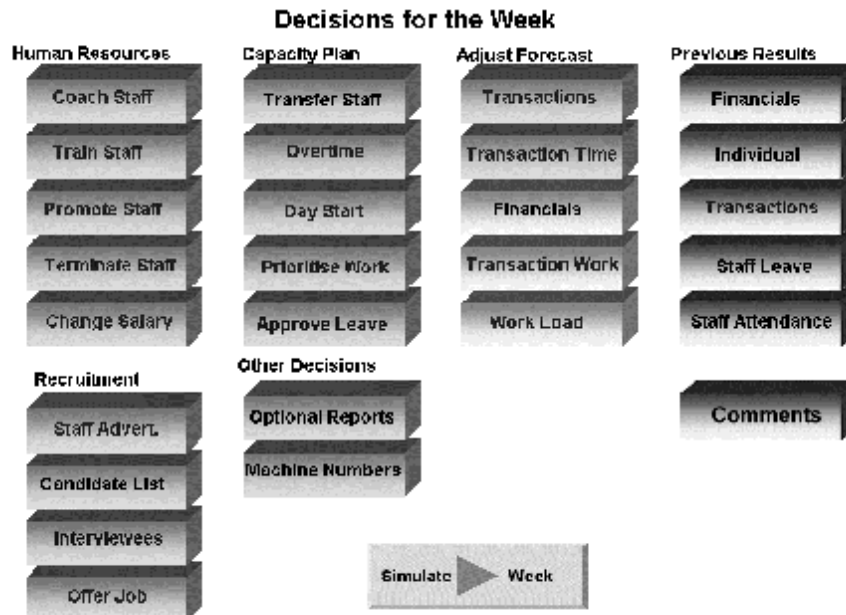 Decisions for the Week
Human Resources
Coach Staff
Train Staff
Promote Staff
Terminate Staff
Change Salary
Recruitment
Staff Advert.
Candidate List
Interviewees
Offer Job
Capacity Plan
Transfer Staff
Overtime
Day Start
Prioritise Work
Approve Leave
Other Decisions
Optional Reports
Machine Numbers
Adjust Forecast
Transactions
Transaction Time
Financials
Transaction Work
Work Load
Previous Results
Financials
Individual
Transactions
Staff Leave
Staff Attendance
Comments
Simulate Week